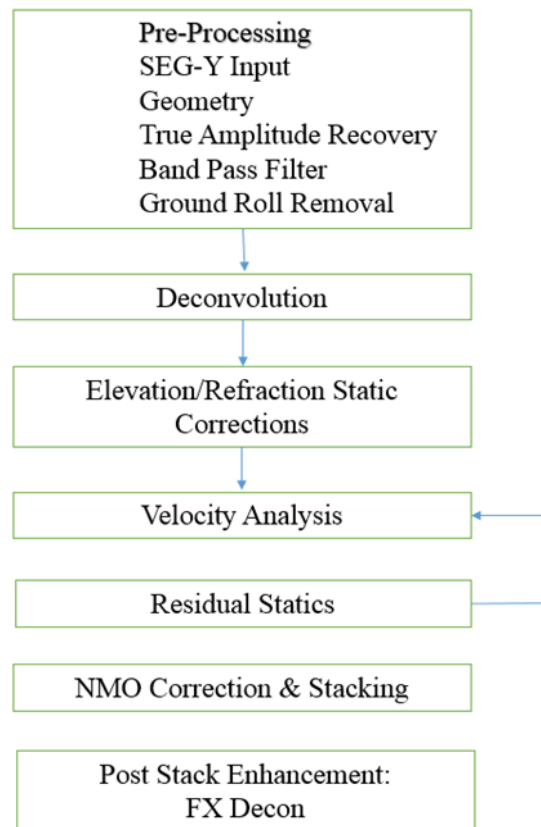 Pre-Processing
SEG-Y Input
Geometry
True Amplitude Recovery
Band Pass Filter
Ground Roll Removal
Deconvolution
Elevation/Refraction Static
Corrections
Velocity Analysis
Residual Statics
NMO Correction & Stacking
Post Stack Enhancement:
FX Decon